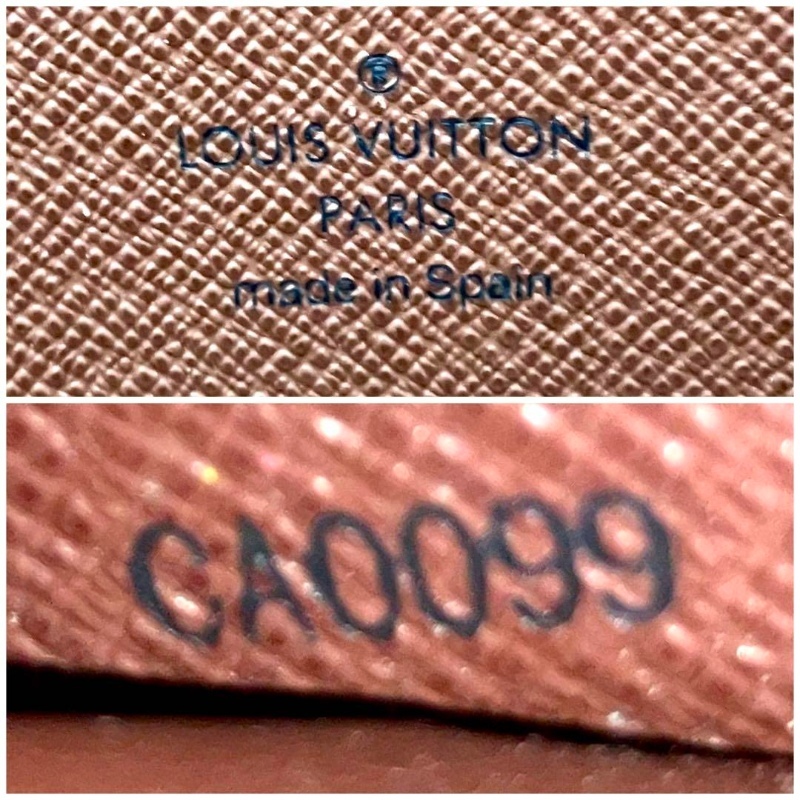 ®
LOUIS VUITTON
PARIS
made in Spain
CA0099